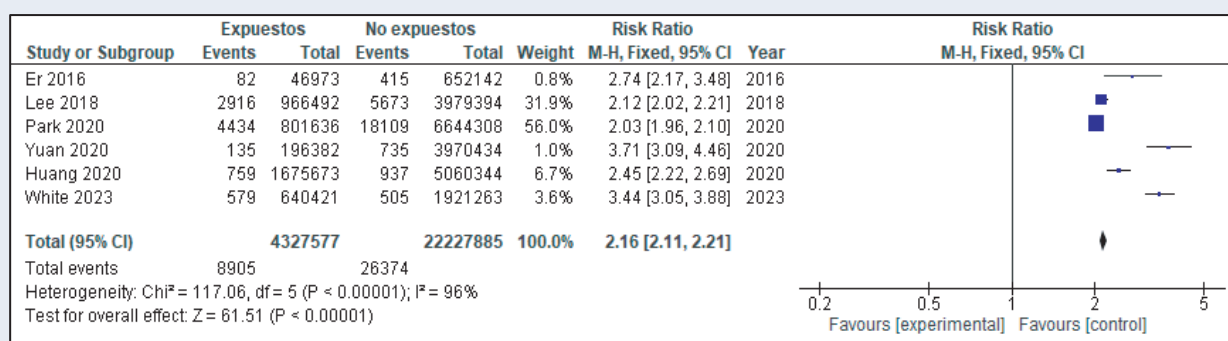 Expuestos No expuestos Risk Ratio Risk Ratio
Study or Subgroup Events Total Events Total Weight M-H, Fixed, 95% CI Year M-H, Fixed, 95% CI
Er 2016 82 46973 415 652142 0.8% 2.74 [2.17, 3.48] 2016
Lee 2018 2916 966492 5673 3979394 31.9% 2.12 [2.02, 2.21] 2018
Park 2020 4434 801636 18109 6644308 56.0% 2.03 [1.96, 2.10] 2020
Yuan 2020 135 196382 735 3970434 1.0% 3.71 [3.09, 4.46] 2020
Huang 2020 759 1675673 937 5060344 6.7% 2.45 [2.22, 2.69] 2020
White 2023 579 640421 505 1921263 3.6% 3.44 [3.05, 3.88] 2023
Total (95% CI) 4327577 22227885 100.0% 2.16 [2.11, 2.21]
Total events 8905 26374
Heterogeneity: Chi² = 117.06, df = 5 (P < 0.00001); I² = 96%
Test for overall effect: Z = 61.51 (P < 0.00001)
0.2 0.5 1 2 5
Favours [experimental] Favours [control]